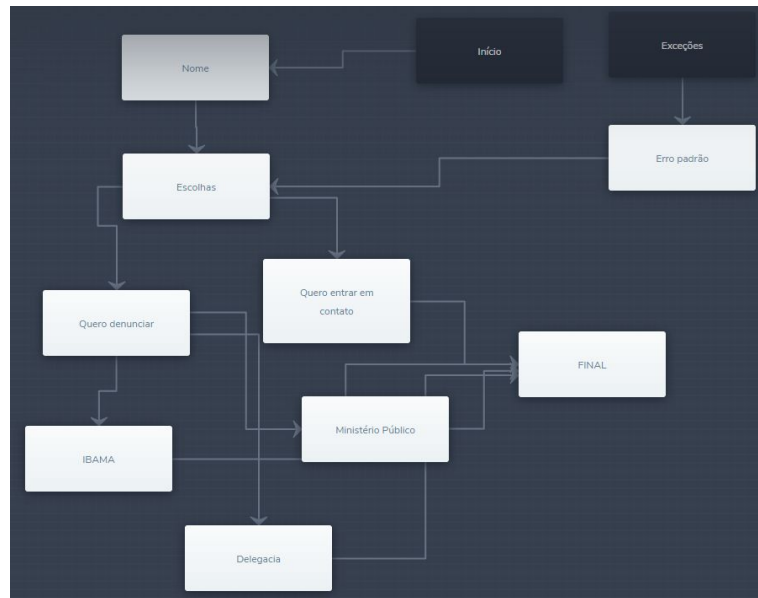 Início
Exceções
Nome
Erro padrão
Escolhas
Quero entrar em
contato
Quero denunciar
FINAL
Ministério Público
IBAMA
Delegacia